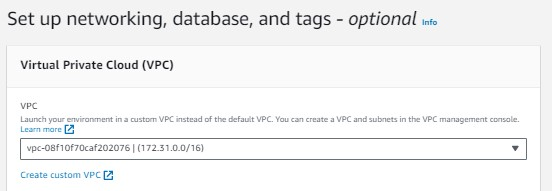 Set up networking, database, and tags - optional Info
Virtual Private Cloud (VPC)
VPC
Launch your environment in a custom VPC instead of the default VPC. You can create a VPC and subnets in the VPC management console.
Learn more
vpc-08f10f70caf202076 | (172.31.0.0/16)
Create custom VPC